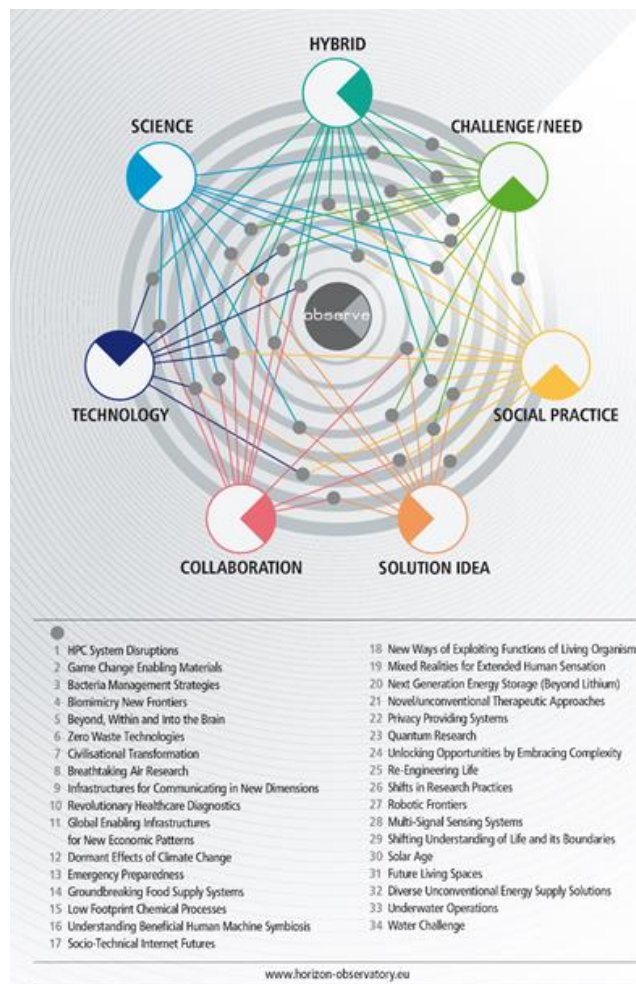 HYBRID
SCIENCE
CHALLENGE/NEED
observe
TECHNOLOGY
SOCIAL PRACTICE
COLLABORATION
SOLUTION IDEA
1 HPC System Disruptions
2 Game Change Enabling Materials
3 Bacteria Management Strategies
4 Biomimicry New Frontiers
5 Beyond, Within and Into the Brain
6 Zero Waste Technologies
7 Civilisational Transformation
8 Breathtaking Air Research
9 Infrastructures for Communicating in New Dimensions
10 Revolutionary Healthcare Diagnostics
11 Global Enabling Infrastructures
for New Economic Patterns
12 Dormant Effects of Climate Change
13 Emergency Preparedness
14 Groundbreaking Food Supply Systems
15 Low Footprint Chemical Processes
16 Understanding Beneficial Human Machine Symbiosis
17 Socio-Technical Internet Futures
18 New Ways of Exploiting Functions of Living Organism
19 Mixed Realities for Extended Human Sensation
20 Next Generation Energy Storage (Beyond Lithium)
21 Novel/unconventional Therapeutic Approaches
22 Privacy Providing Systems
23 Quantum Research
24 Unlocking Opportunities by Embracing Complexity
25 Re-Engineering Life
26 Shifts in Research Practices
27 Robotic Frontiers
28 Multi-Signal Sensing Systems
29 Shifting Understanding of Life and its Boundaries
30 Solar Age
31 Future Living Spaces
32 Diverse Unconventional Energy Supply Solutions
33 Underwater Operations
34 Water Challenge
www.horizon-observatory.eu